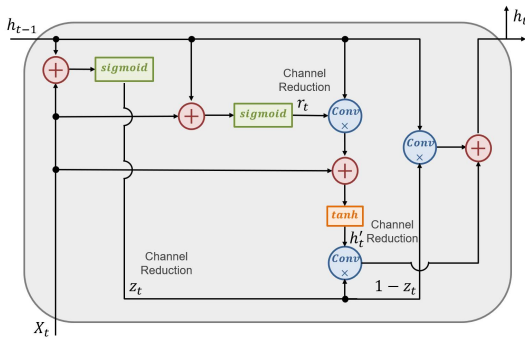 h_{t-1}
h_t
sigmoid
Channel
Reduction
sigmoid
r_t
Conv
×
Conv
×
tanh
h'_t
Channel
Reduction
Channel
Reduction
Conv
×
z_t
1 − z_t
X_t